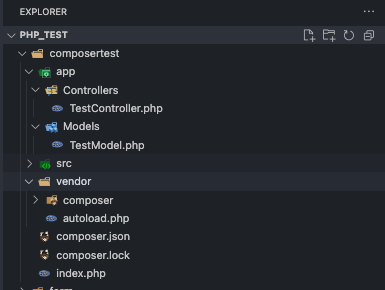 EXPLORER
PHP_TEST
composertest
app
Controllers
TestController.php
Models
TestModel.php
src
vendor
composer
autoload.php
composer.json
composer.lock
index.php